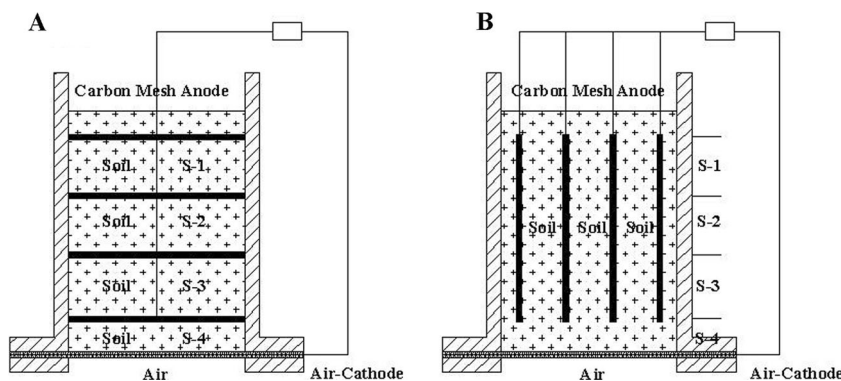 A
Carbon Mesh Anode
Soil S-1
Soil S-2
Soil S-3
Soil S-4
Air Air-Cathode
B
Carbon Mesh Anode
S-1
Soil Soil Soil S-2
S-3
S-4
Air Air-Cathode